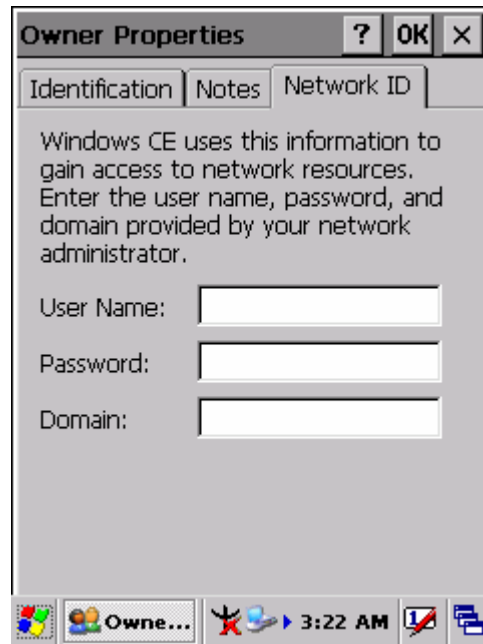 Owner Properties ? OK ×
Identification Notes Network ID
Windows CE uses this information to
gain access to network resources.
Enter the user name, password, and
domain provided by your network
administrator.
User Name:
Password:
Domain:
Owne... 3:22 AM